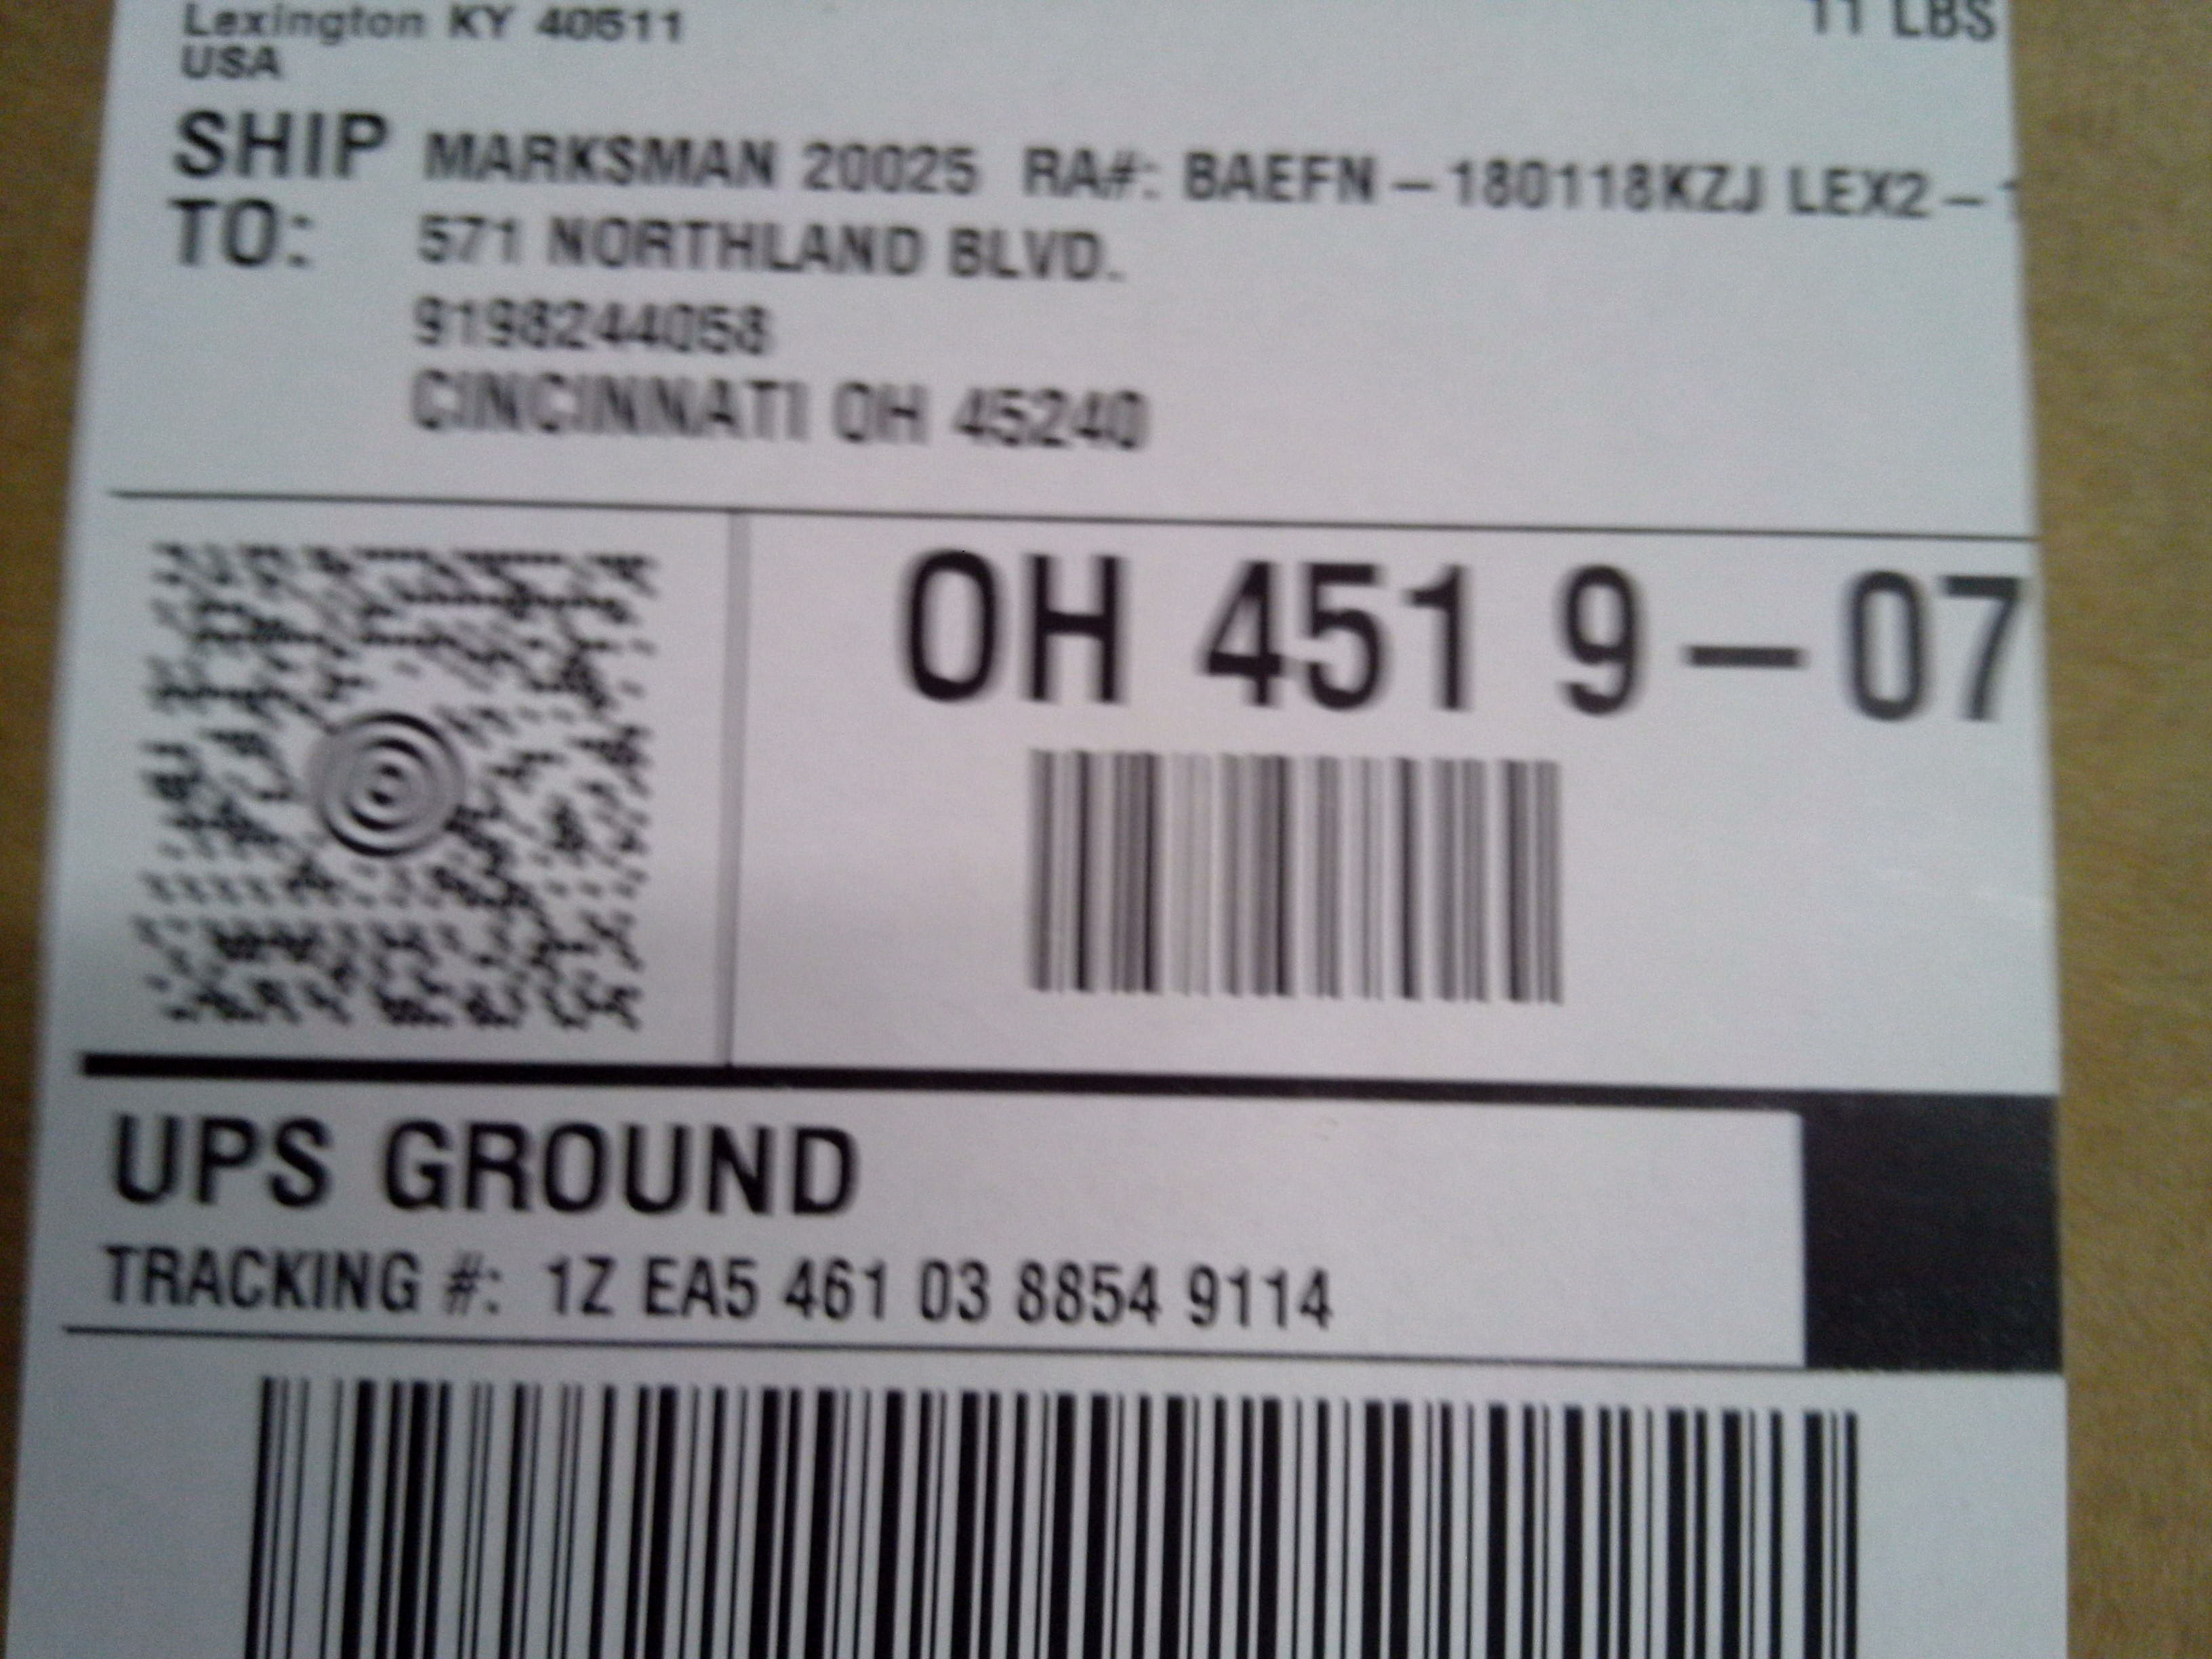 Lexington KY 40511
11 LBS
USA
SHIP TO:
MARKSMAN 20025 RA#: BAEFN-180118KZJ LEX2-
571 NORTHLAND BLVD.
9198244058
CINCINNATI OH 45240
OH 451 9-07
UPS GROUND
TRACKING #: 1Z EA5 461 03 8854 9114